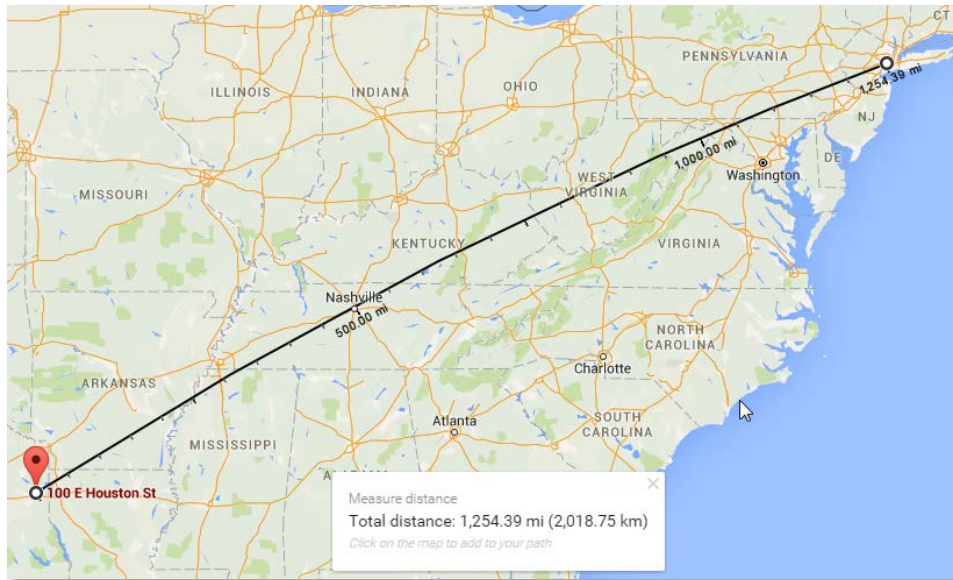 CT
PENNSYLVANIA
1,254.39 mi
ILLINOIS
INDIANA
OHIO
NJ
1,000.00 mi
DE
Washington
WEST
VIRGINIA
MISSOURI
KENTUCKY
VIRGINIA
Nashville
500.00 mi
NORTH
CAROLINA
Charlotte
ARKANSAS
Atlanta
SOUTH
CAROLINA
MISSISSIPPI
100 E Houston St
Measure distance
Total distance: 1,254.39 mi (2,018.75 km)
Click on the map to add to your path